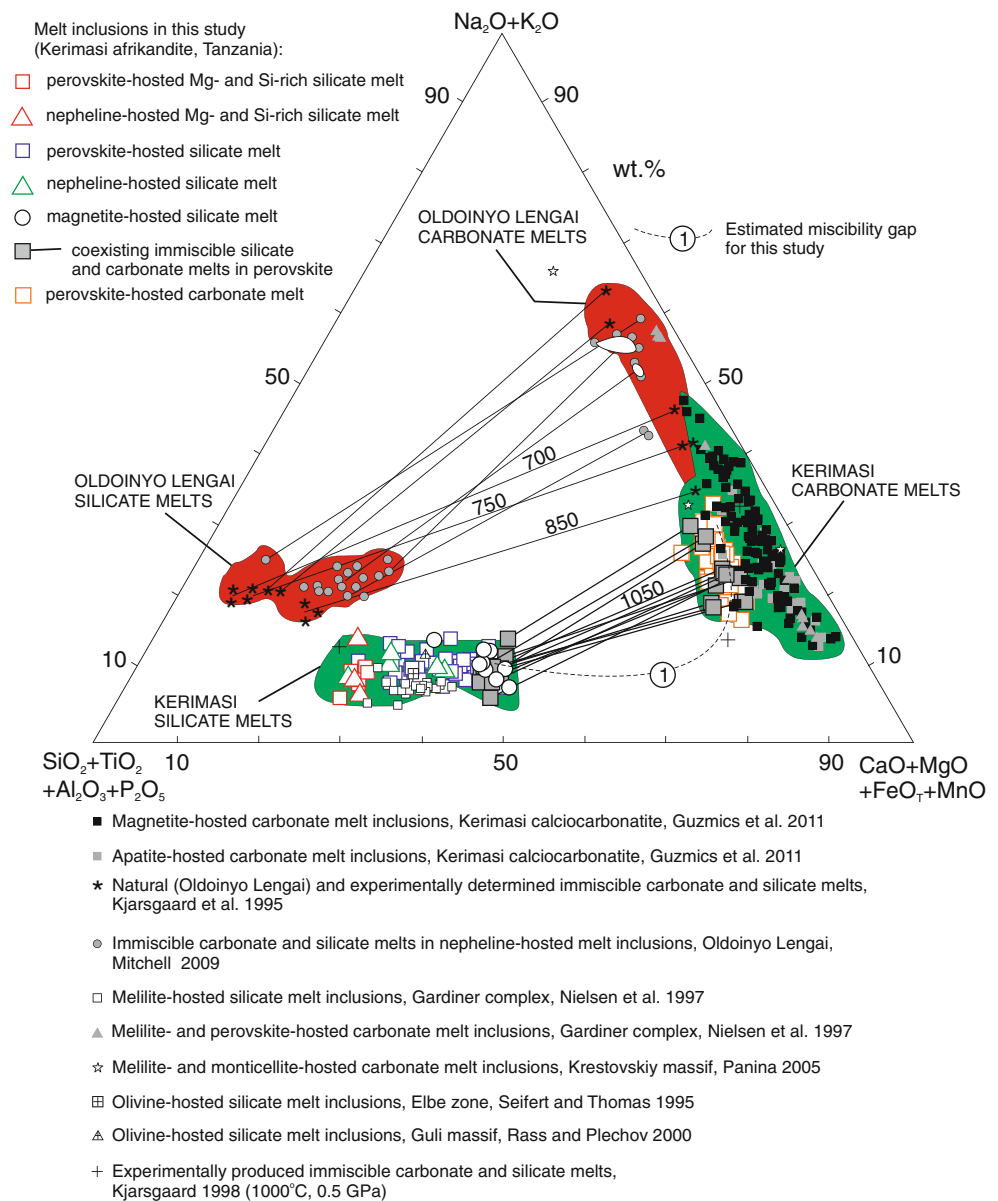 Na₂O+K₂O
Melt inclusions in this study
(Kerimasi afrikandite, Tanzania):
perovskite-hosted Mg- and Si-rich silicate melt
nepheline-hosted Mg- and Si-rich silicate melt
perovskite-hosted silicate melt
nepheline-hosted silicate melt
magnetite-hosted silicate melt
coexisting immiscible silicate
and carbonate melts in perovskite
perovskite-hosted carbonate melt
90
90
wt.%
OLDOINYO LENGAI
CARBONATE MELTS
1
Estimated miscibility gap
for this study
50
50
700
750
850
1050
OLDOINYO LENGAI
SILICATE MELTS
KERIMASI
CARBONATE MELTS
10
10
1
KERIMASI
SILICATE MELTS
SiO₂+TiO₂
+Al₂O₃+P₂O₅
10
50
90
CaO+MgO
+FeO_T+MnO
Magnetite-hosted carbonate melt inclusions, Kerimasi calciocarbonatite, Guzmics et al. 2011
Apatite-hosted carbonate melt inclusions, Kerimasi calciocarbonatite, Guzmics et al. 2011
Natural (Oldoinyo Lengai) and experimentally determined immiscible carbonate and silicate melts,
Kjarsgaard et al. 1995
Immiscible carbonate and silicate melts in nepheline-hosted melt inclusions, Oldoinyo Lengai,
Mitchell 2009
Melilite-hosted silicate melt inclusions, Gardiner complex, Nielsen et al. 1997
Melilite- and perovskite-hosted carbonate melt inclusions, Gardiner complex, Nielsen et al. 1997
Melilite- and monticellite-hosted carbonate melt inclusions, Krestovskiy massif, Panina 2005
Olivine-hosted silicate melt inclusions, Elbe zone, Seifert and Thomas 1995
Olivine-hosted silicate melt inclusions, Guli massif, Rass and Plechov 2000
Experimentally produced immiscible carbonate and silicate melts,
Kjarsgaard 1998 (1000°C, 0.5 GPa)